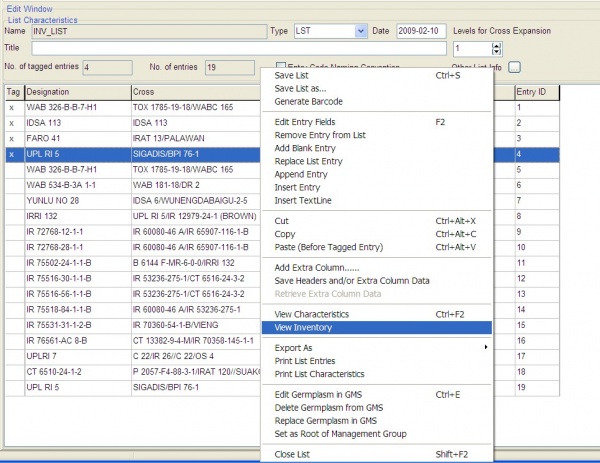 Edit Window
List Characteristics
Name INV_LIST Type LST Date 2009-02-10 Levels for Cross Expansion
Title 1
No. of tagged entries 4 No. of entries 19 Entry Code Naming Convention Other List Info
Tag Designation Cross Entry ID
x WAB 326-B-B-7-H1 TOX 1785-19-18/WABC 165 1
x IDSA 113 IDSA 113 2
x FARO 41 IRAT 13/PALAWAN 3
x UPL RI 5 SIGADIS/BPI 76-1 4
WAB 326-B-B-7-H1 TOX 1785-19-18/WABC 165 5
WAB 534-B-3A 1-1 WAB 181-18/DR 2 6
YUNLU NO 28 IDSA 6/WUNENGDABAIGU-2-5 7
IRRI 132 UPL RI 5/IR 12979-24-1 (BROWN) 8
IR 72768-12-1-1 IR 60080-46 A/IR 65907-116-1-B 9
IR 72768-28-1-1 IR 60080-46 A/IR 65907-116-1-B 10
IR 75502-24-1-1-B B 6144 F-MR-6-0-0/IRRI 132 11
IR 75516-30-1-1-B IR 53236-275-1/CT 6516-24-3-2 12
IR 75516-71-1-1-B IR 53236-275-1/CT 6516-24-3-2 13
IR 75518-84-1-1-B IR 60080-46 A/IR 53236-275-1 14
IR 75531-31-1-2-B IR 70360-54-1-B/VIENG 15
IR 76561-AC 8-B CT 13382-9-4-M/IR 70358-145-1-1 16
UPLRI 7 C 22/IR 26//C 22/OS 4 17
CT 6510-24-1-2 P 2057-F4-88-3-1/IRAT 120//SUAKO 18
UPL RI 5 SIGADIS/BPI 76-1 19
Save List Ctrl+S
Save List as...
Generate Barcode
Edit Entry Fields F2
Remove Entry from List
Add Blank Entry
Replace List Entry
Append Entry
Insert Entry
Insert TextLine
Cut Ctrl+Alt+X
Copy Ctrl+Alt+C
Paste (Before Tagged Entry) Ctrl+Alt+V
Add Extra Column......
Save Headers and/or Extra Column Data
Retrieve Extra Column Data
View Characteristics Ctrl+F2
View Inventory
Export As
Print List Entries
Print List Characteristics
Edit Germplasm in GMS Ctrl+E
Delete Germplasm from GMS
Replace Germplasm in GMS
Set as Root of Management Group
Close List Shift+F2